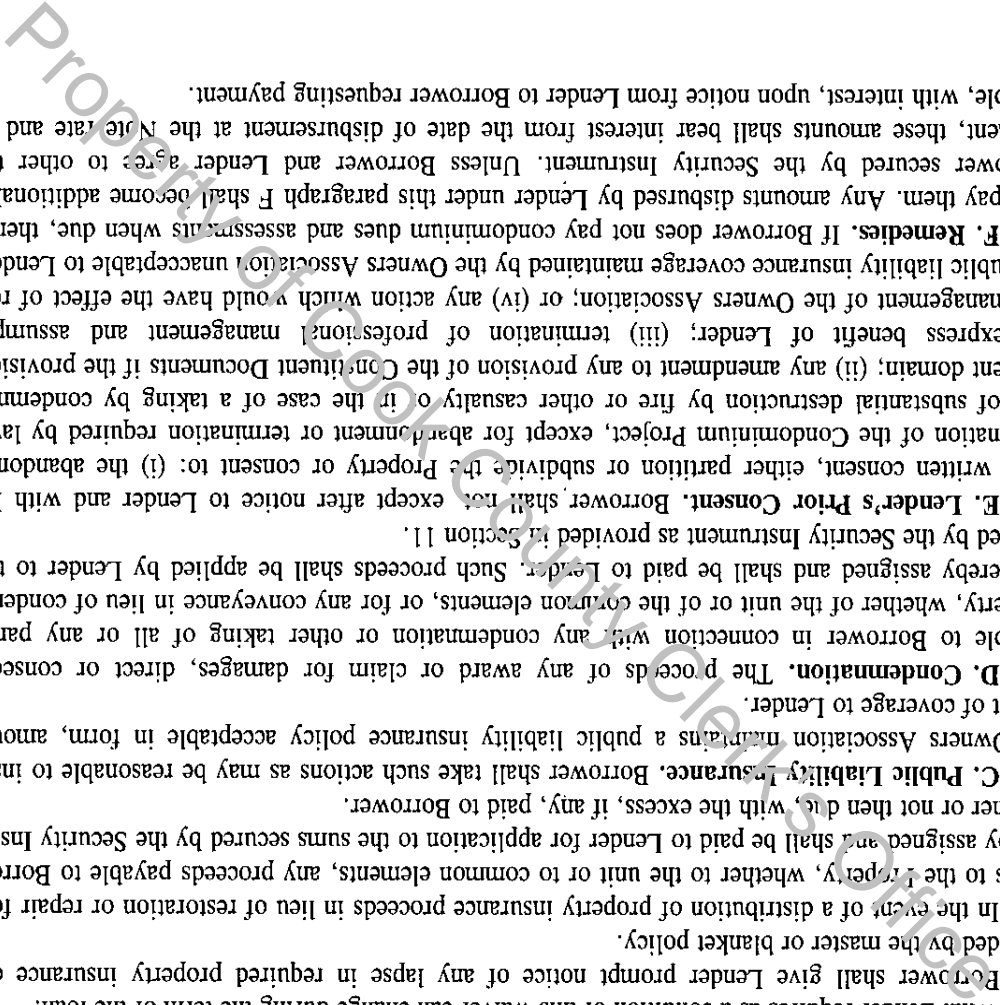 Borrower shall give Lender prompt notice of any lapse in required property insurance
ded by the master or blanket policy.
In the event of a distribution of property insurance proceeds in lieu of restoration or repair f
s to the Property, whether to the unit or to common elements, any proceeds payable to Borro
y assigned and shall be paid to Lender for application to the sums secured by the Security Ins
her or not then due, with the excess, if any, paid to Borrower.
C. Public Liability Insurance. Borrower shall take such actions as may be reasonable to in
Owners Association maintains a public liability insurance policy acceptable in form, amou
t of coverage to Lender.
D. Condemnation. The proceeds of any award or claim for damages, direct or conse
ole to Borrower in connection with any condemnation or other taking of all or any par
erty, whether of the unit or of the common elements, or for any conveyance in lieu of conden
ereby assigned and shall be paid to Lender. Such proceeds shall be applied by Lender to t
ed by the Security Instrument as provided in Section 11.
E. Lender's Prior Consent. Borrower shall not, except after notice to Lender and with
written consent, either partition or subdivide the Property or consent to: (i) the abandon
nation of the Condominium Project, except for abandonment or termination required by la
of substantial destruction by fire or other casualty or in the case of a taking by condemn
ent domain; (ii) any amendment to any provision of the Constituent Documents if the provisi
express benefit of Lender; (iii) termination of professional management and assump
management of the Owners Association; or (iv) any action which would have the effect of r
public liability insurance coverage maintained by the Owners Association unacceptable to Lende
F. Remedies. If Borrower does not pay condominium dues and assessments when due, then
pay them. Any amounts disbursed by Lender under this paragraph F shall become additional
ower secured by the Security Instrument. Unless Borrower and Lender agree to other t
ent, these amounts shall bear interest from the date of disbursement at the Note rate and
ole, with interest, upon notice from Lender to Borrower requesting payment.
Property of Cook County Clerk's Office